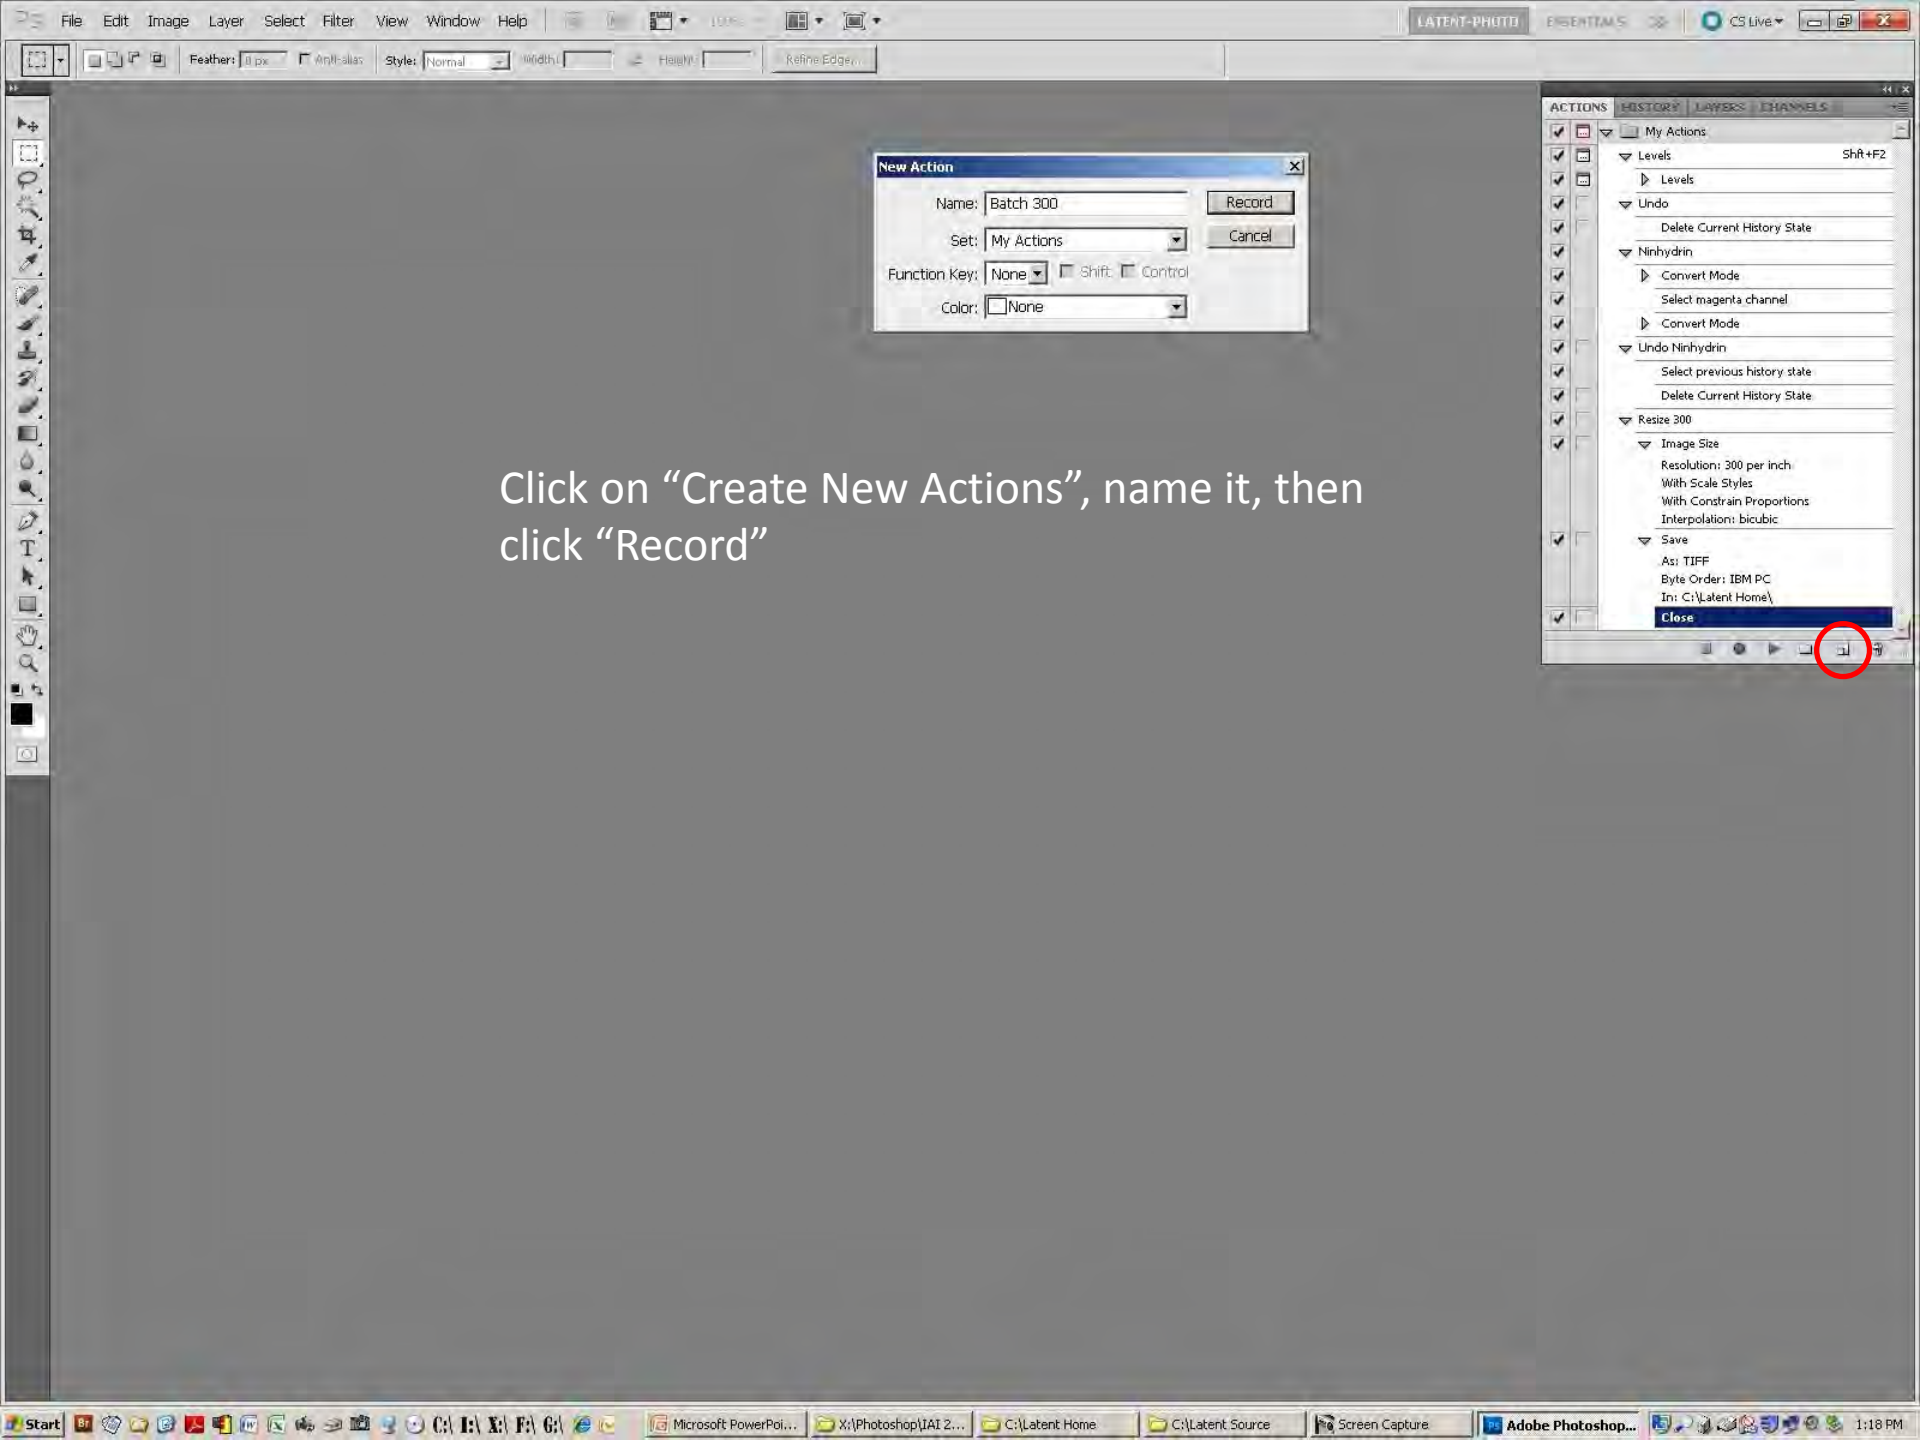 File Edit Image Layer Select Filter View Window Help LATENT-PHOTO ESSENTIALS CS Live
Feather: 0 px Anti-alias Style: Normal Width: Height: Refine Edge...
ACTIONS HISTORY LAYERS CHANNELS
My Actions
Levels Shft+F2
Levels
Undo
Delete Current History State
Ninhydrin
Convert Mode
Select magenta channel
Convert Mode
Undo Ninhydrin
Select previous history state
Delete Current History State
Resize 300
Image Size
Resolution: 300 per inch
With Scale Styles
With Constrain Proportions
Interpolation: bicubic
Save
As: TIFF
Byte Order: IBM PC
In: C:\Latent Home\
Close
New Action
Name: Batch 300 Record
Set: My Actions Cancel
Function Key: None Shift Control
Color: None
Click on “Create New Actions”, name it, then
click “Record”
Start Br C:\ I:\ X:\ F:\ G:\ Microsoft PowerPoi... X:\Photoshop\IAI 2... C:\Latent Home C:\Latent Source Screen Capture Adobe Photoshop... 1:18 PM